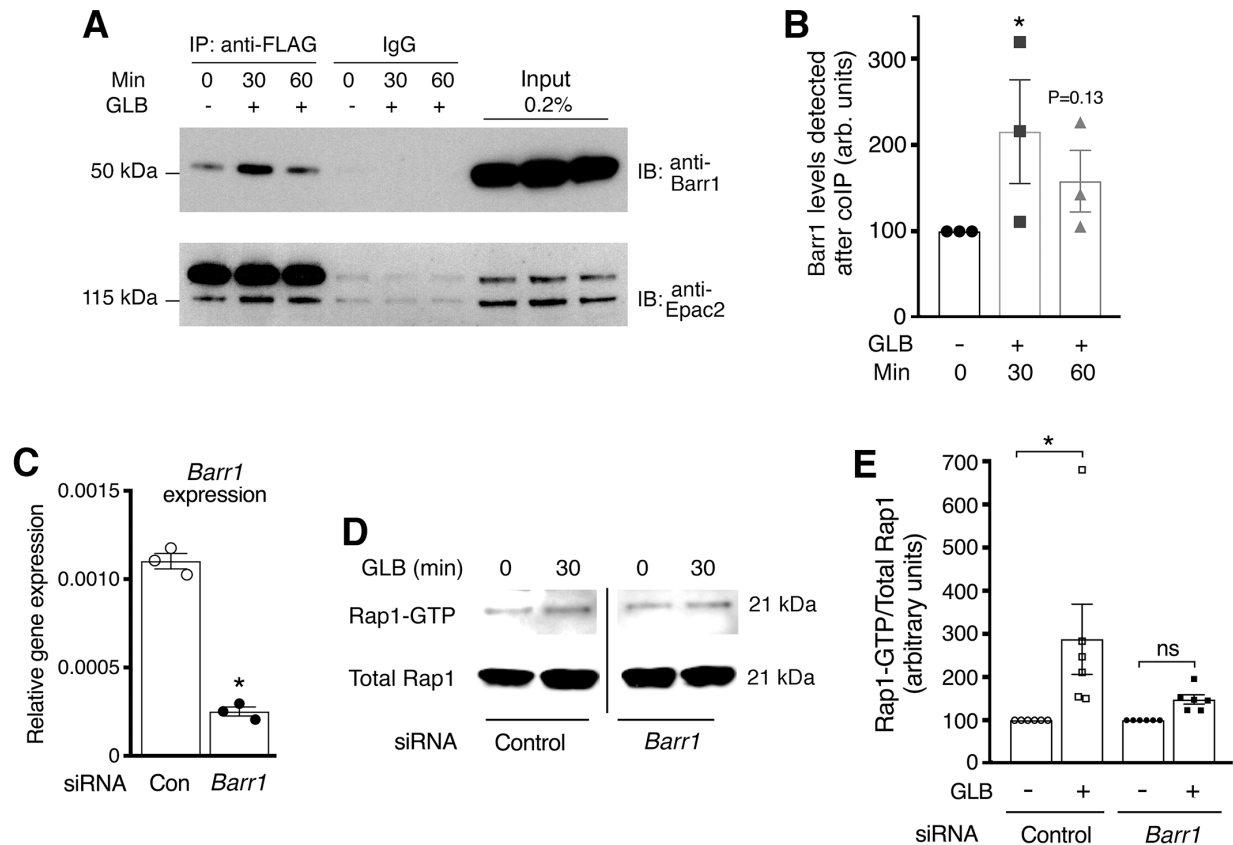 A
IP: anti-FLAG IgG
Min 0 30 60 0 30 60 Input
GLB - + + - + + 0.2%
50 kDa
IB: anti-
Barr1
115 kDa
IB: anti-
Epac2
B
Barr1 levels detected
after coIP (arb. units)
300
200
100
0
*
P=0.13
GLB - + +
Min 0 30 60
C
Barr1
expression
Relative gene expression
0.0015
0.0010
0.0005
0
*
siRNA Con Barr1
D
GLB (min) 0 30 0 30
Rap1-GTP 21 kDa
Total Rap1 21 kDa
siRNA Control Barr1
E
Rap1-GTP/Total Rap1
(arbitrary units)
700
600
500
400
300
200
100
0
*
ns
GLB - + - +
siRNA Control Barr1